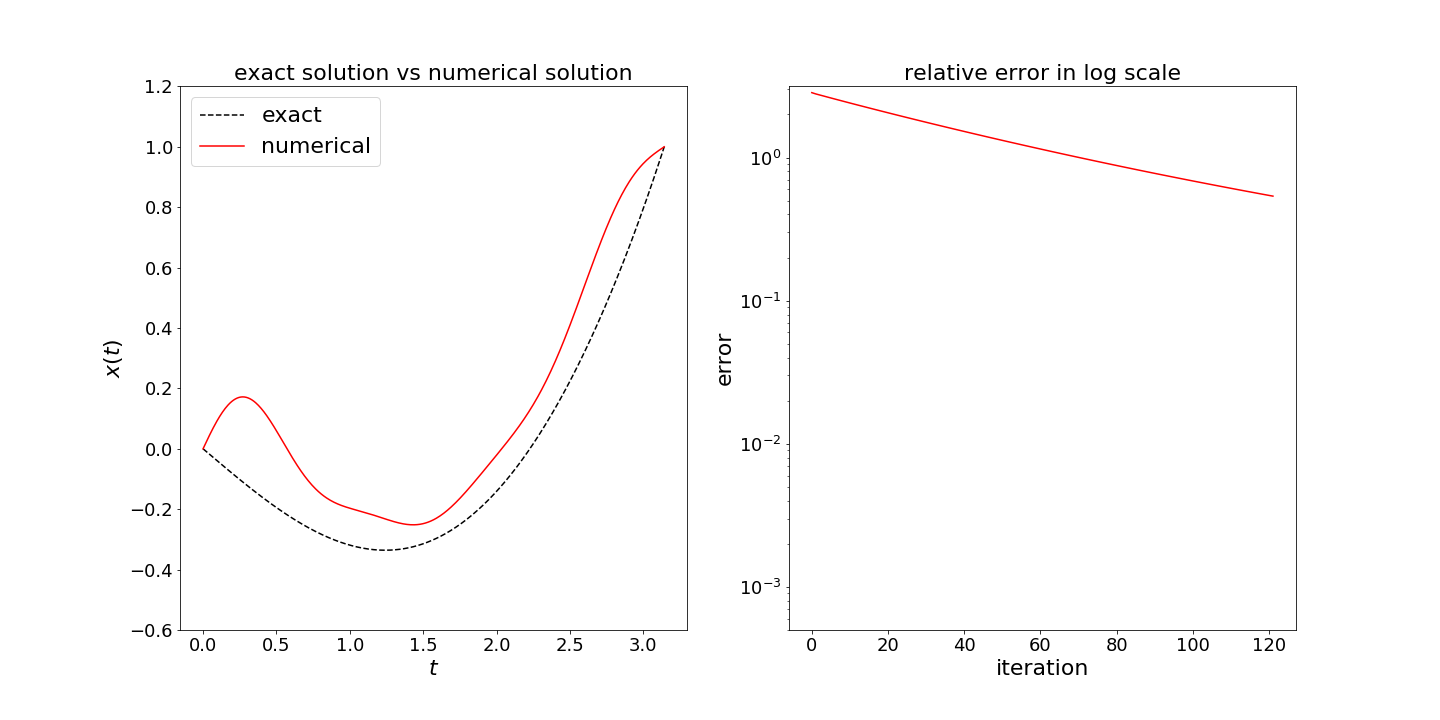 exact solution vs numerical solution
exact
numerical
1.2
1.0
0.8
0.6
0.4
0.2
0.0
−0.2
−0.4
−0.6
x(t)
0.0 0.5 1.0 1.5 2.0 2.5 3.0
t
relative error in log scale
10⁰
10⁻¹
10⁻²
10⁻³
error
0 20 40 60 80 100 120
iteration